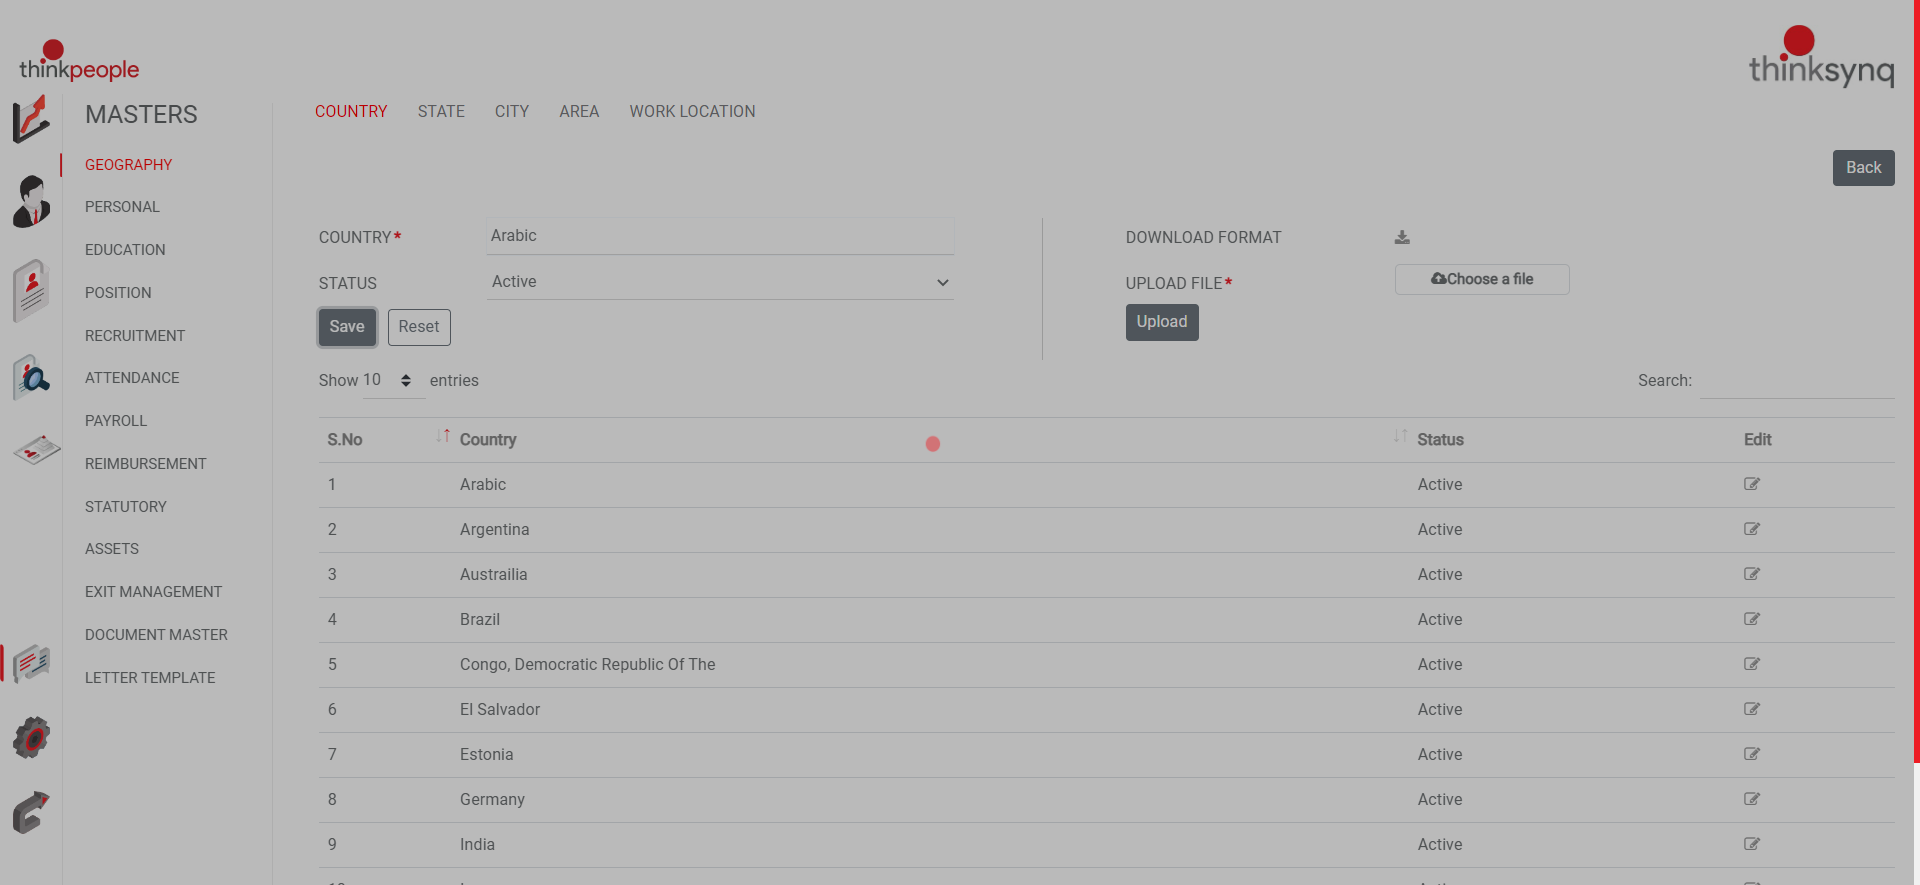 thinkpeople
thinksynq
MASTERS
COUNTRY STATE CITY AREA WORK LOCATION
GEOGRAPHY
PERSONAL
EDUCATION
POSITION
RECRUITMENT
ATTENDANCE
PAYROLL
REIMBURSEMENT
STATUTORY
ASSETS
EXIT MANAGEMENT
DOCUMENT MASTER
LETTER TEMPLATE
Back
COUNTRY* Arabic
STATUS Active
Save Reset
DOWNLOAD FORMAT
UPLOAD FILE* Choose a file
Upload
Show 10 entries
Search:
S.No Country Status Edit
1 Arabic Active
2 Argentina Active
3 Austrailia Active
4 Brazil Active
5 Congo, Democratic Republic Of The Active
6 El Salvador Active
7 Estonia Active
8 Germany Active
9 India Active